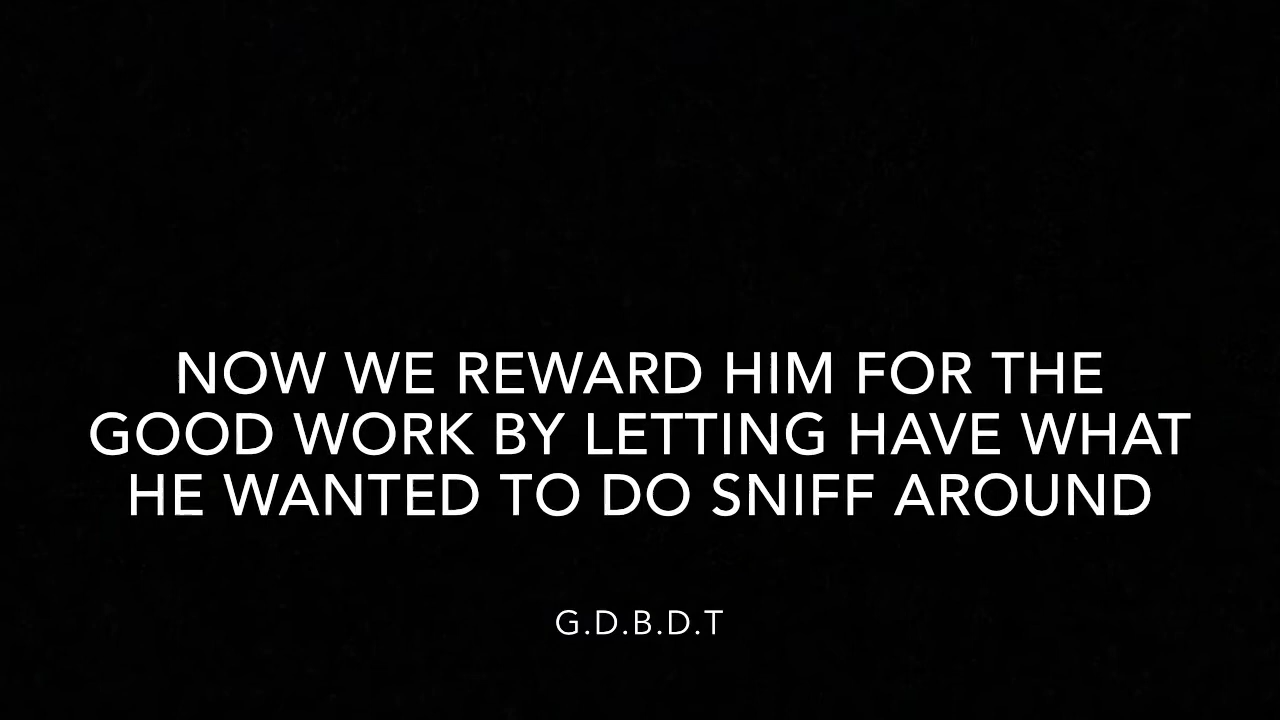 NOW WE REWARD HIM FOR THE
GOOD WORK BY LETTING HAVE WHAT
HE WANTED TO DO SNIFF AROUND
G.D.B.D.T